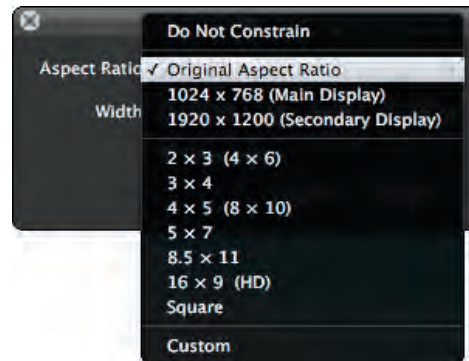 Do Not Constrain
Aspect Ratio ✓ Original Aspect Ratio
1024 x 768 (Main Display)
Width
1920 x 1200 (Secondary Display)
2 × 3 (4 × 6)
3 × 4
4 × 5 (8 × 10)
5 × 7
8.5 × 11
16 × 9 (HD)
Square
Custom